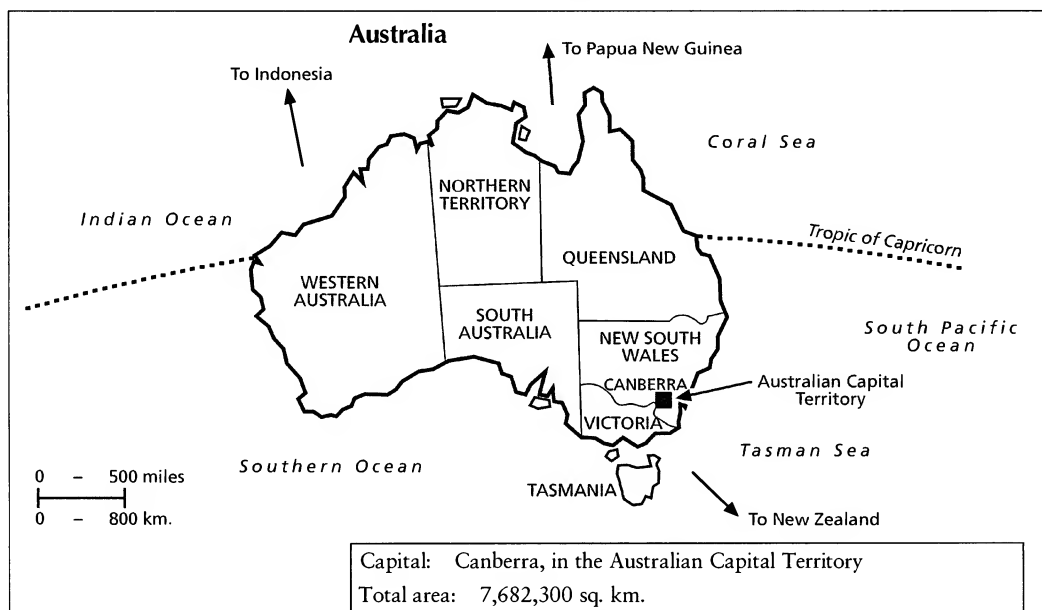 Australia
To Papua New Guinea
To Indonesia
Coral Sea
NORTHERN
TERRITORY
Indian Ocean
Tropic of Capricorn
QUEENSLAND
WESTERN
AUSTRALIA
SOUTH
AUSTRALIA
South Pacific
Ocean
NEW SOUTH
WALES
CANBERRA
Australian Capital
Territory
VICTORIA
Tasman Sea
Southern Ocean
0 – 500 miles
0 – 800 km.
TASMANIA
To New Zealand
Capital: Canberra, in the Australian Capital Territory
Total area: 7,682,300 sq. km.